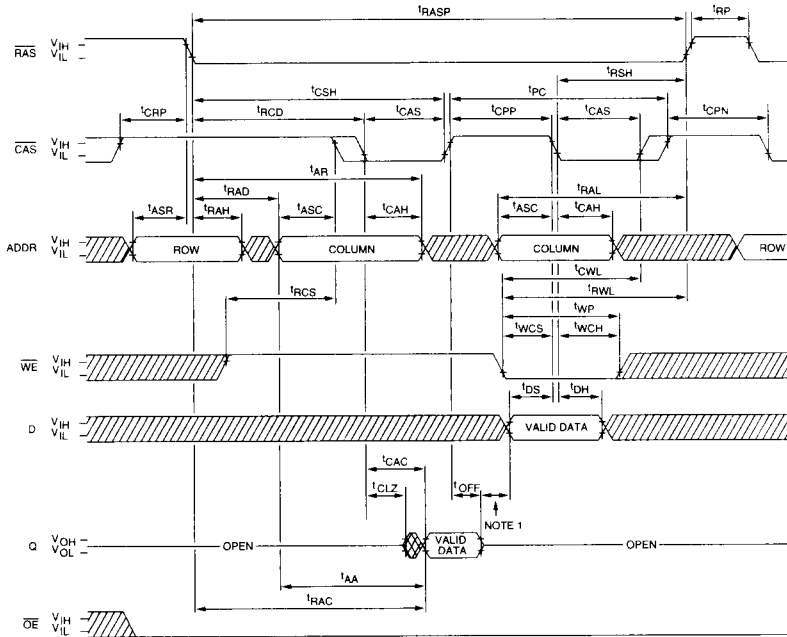 tRASP tRP
RAS VIH VIL
tRSH
tCSH tPC
tCRP tRCD tCAS tCPP tCAS tCPN
CAS VIH VIL
tAR tRAL
tRAD
tASR tRAH tASC tCAH tASC tCAH
ADDR VIH VIL ROW COLUMN COLUMN ROW
tCWL
tRCS tRWL
tWP
tWCS tWCH
WE VIH VIL
tDS tDH
D VIH VIL VALID DATA
tCAC
tCLZ tOFF
NOTE 1
Q VOH VOL OPEN VALID DATA OPEN
tAA
tRAC
OE VIH VIL